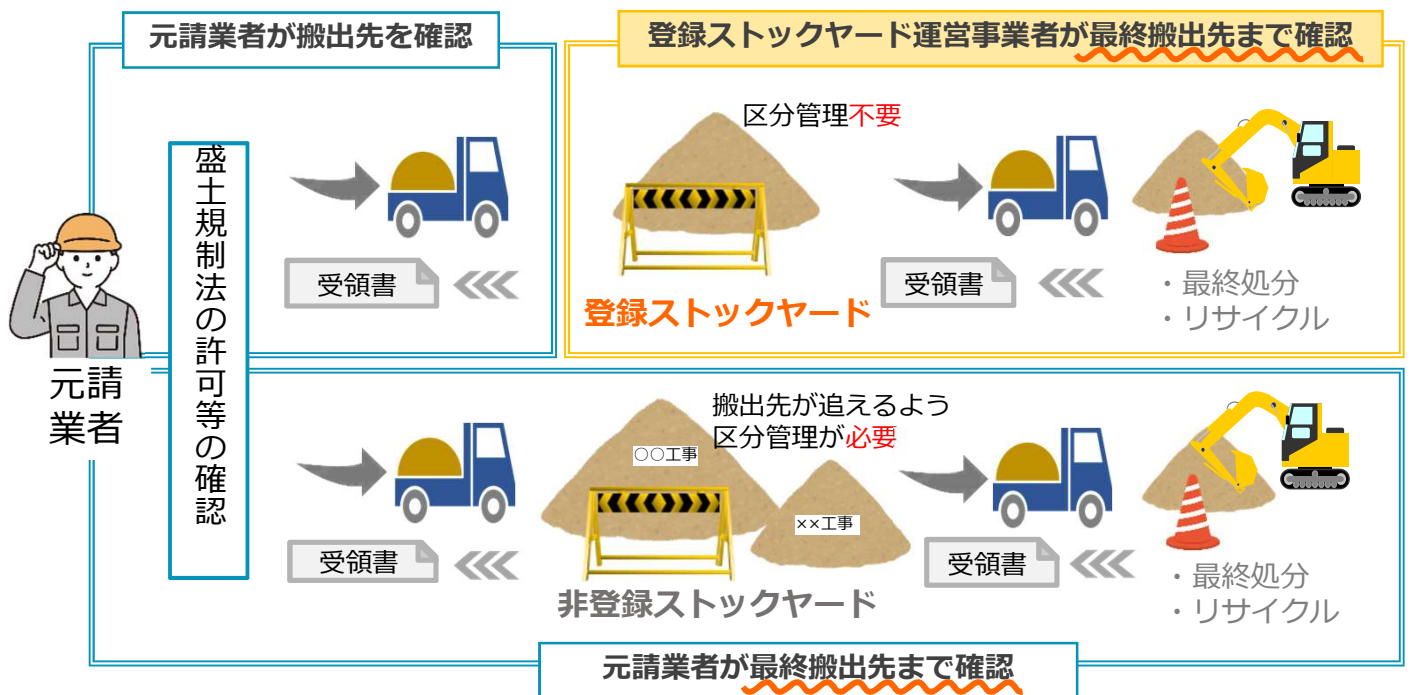 元請業者が搬出先を確認
登録ストックヤード運営事業者が最終搬出先まで確認
元請
業者
盛土規制法の許可等の確認
受領書
区分管理不要
登録ストックヤード
受領書
・最終処分
・リサイクル
受領書
搬出先が追えるよう
区分管理が必要
○○工事
××工事
非登録ストックヤード
受領書
・最終処分
・リサイクル
元請業者が最終搬出先まで確認